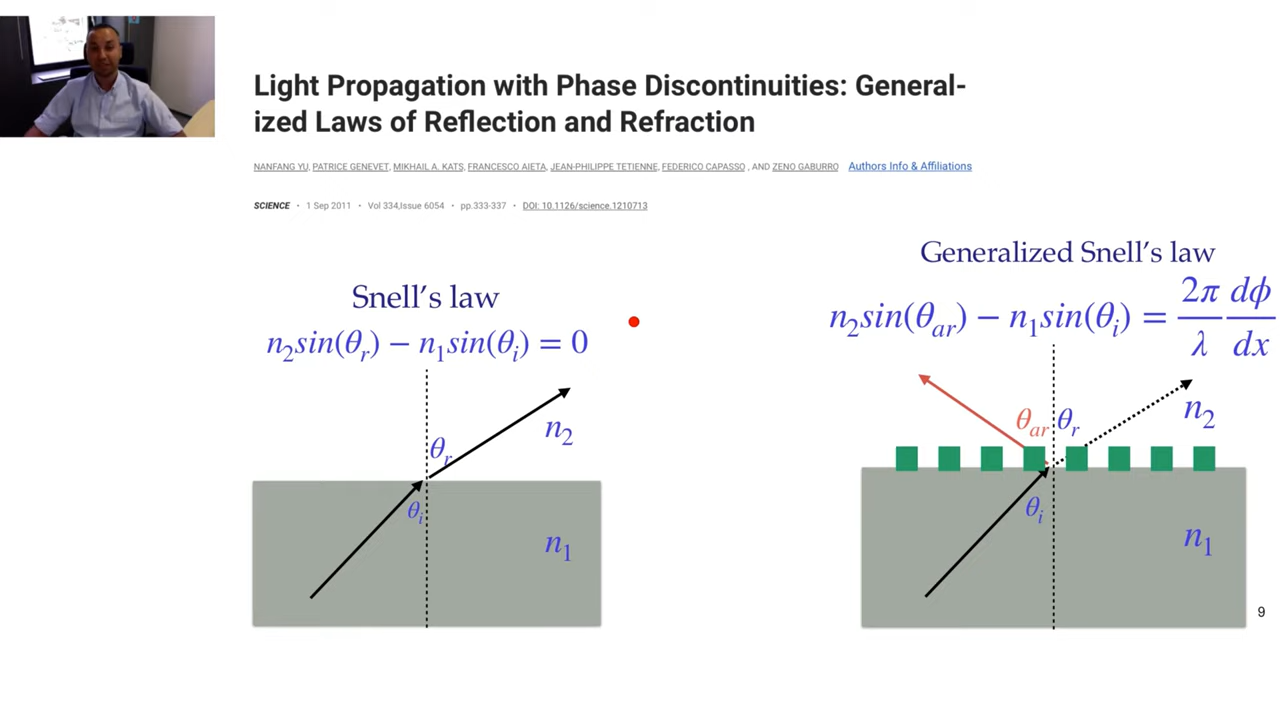 Light Propagation with Phase Discontinuities: General-
ized Laws of Reflection and Refraction
NANFANG YU, PATRICE GENEVET, MIKHAIL A. KATS, FRANCESCO AIETA, JEAN-PHILIPPE TETIENNE, FEDERICO CAPASSO , AND ZENO GABURRO Authors Info & Affiliations
SCIENCE • 1 Sep 2011 • Vol 334, Issue 6054 • pp.333-337 • DOI: 10.1126/science.1210713
Snell's law
n₂sin(θᵣ) − n₁sin(θᵢ) = 0
θᵣ
n₂
θᵢ
n₁
Generalized Snell's law
n₂sin(θₐᵣ) − n₁sin(θᵢ) = 2π/λ dϕ/dx
θₐᵣ θᵣ
n₂
θᵢ
n₁
9